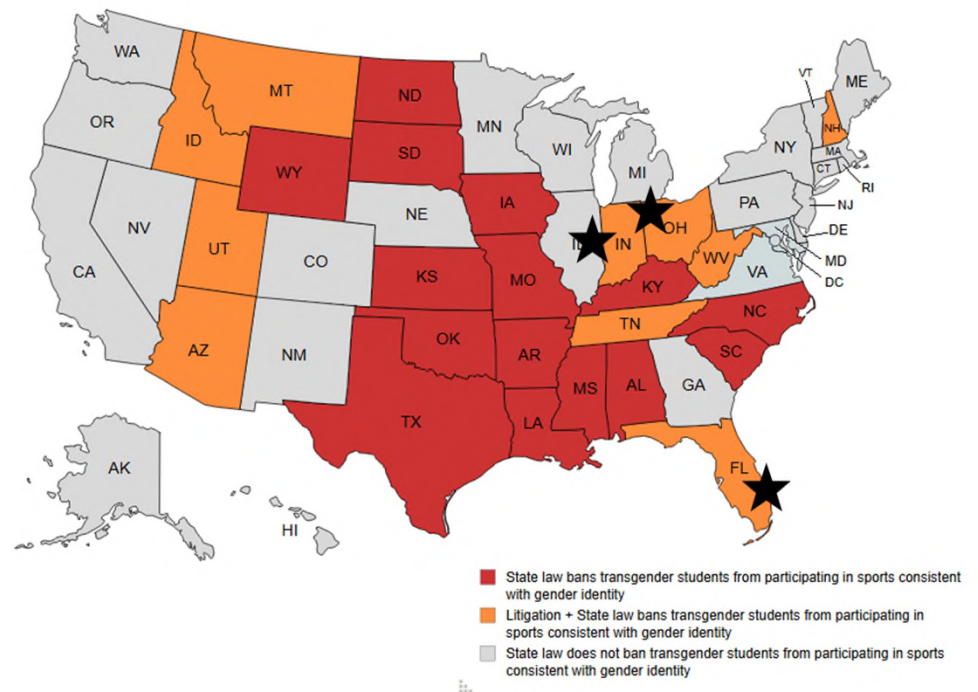 WA
MT
ND
MN
ME
VT
OR
ID
WY
SD
WI
MI
NY
NH
MA
CT
RI
NV
UT
NE
IA
IN
OH
PA
NJ
DE
CA
CO
KS
MO
KY
WV
VA
MD
DC
AZ
NM
OK
AR
TN
NC
SC
TX
LA
MS
AL
GA
FL
AK
HI
State law bans transgender students from participating in sports consistent
with gender identity
Litigation + State law bans transgender students from participating in
sports consistent with gender identity
State law does not ban transgender students from participating in sports
consistent with gender identity